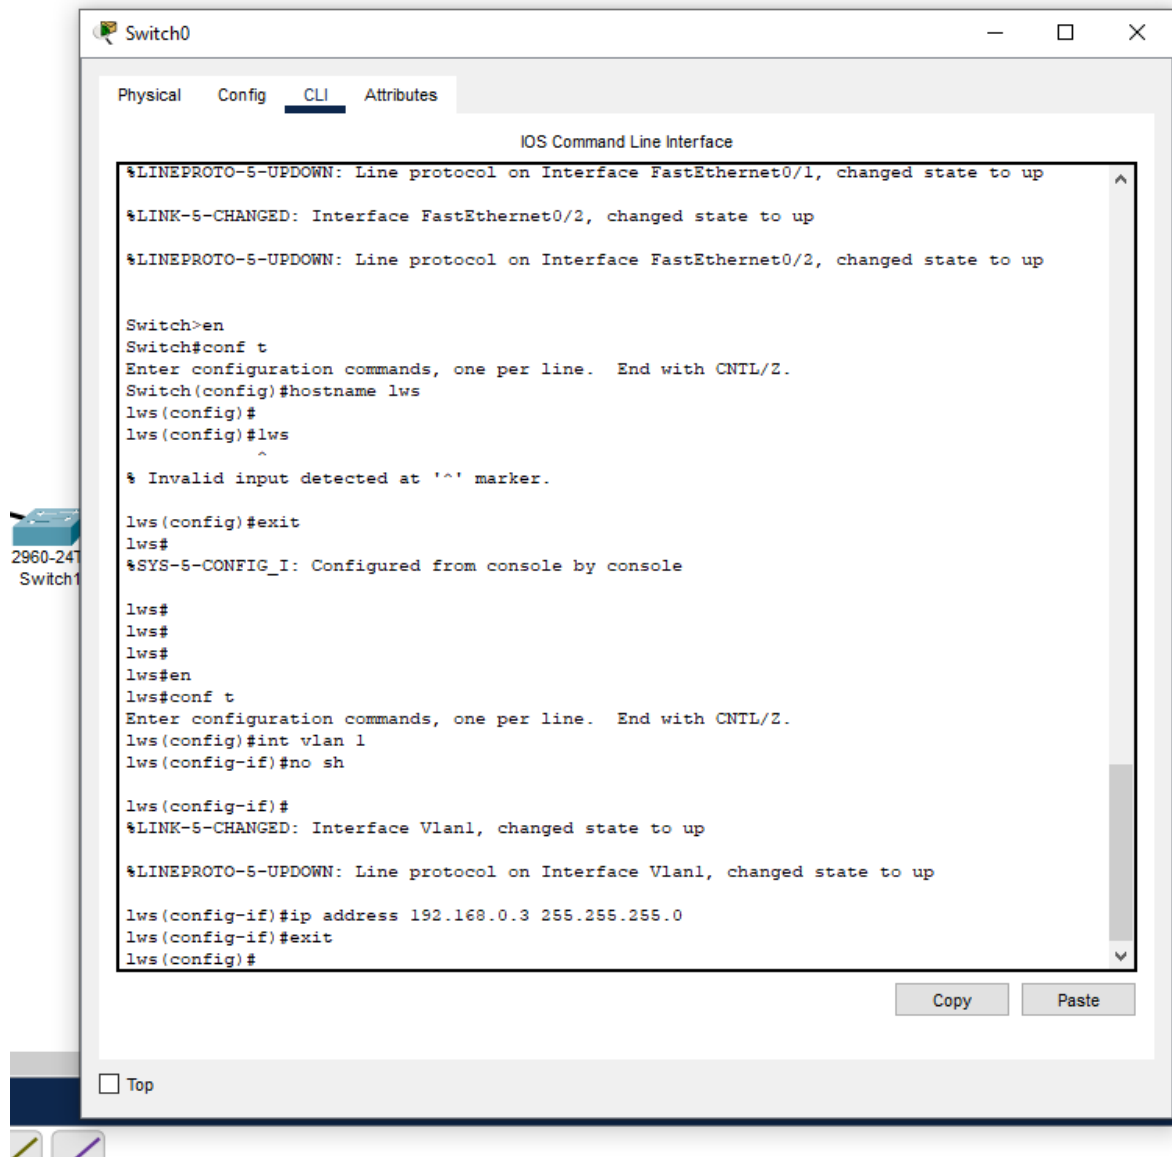 Switch0
Physical Config CLI Attributes
IOS Command Line Interface
%LINEPROTO-5-UPDOWN: Line protocol on Interface FastEthernet0/1, changed state to up
%LINK-5-CHANGED: Interface FastEthernet0/2, changed state to up
%LINEPROTO-5-UPDOWN: Line protocol on Interface FastEthernet0/2, changed state to up
Switch>en
Switch#conf t
Enter configuration commands, one per line.  End with CNTL/Z.
Switch(config)#hostname lws
lws(config)#
lws(config)#lws
^
% Invalid input detected at '^' marker.
lws(config)#exit
lws#
%SYS-5-CONFIG_I: Configured from console by console
lws#
lws#
lws#
lws#en
lws#conf t
Enter configuration commands, one per line.  End with CNTL/Z.
lws(config)#int vlan 1
lws(config-if)#no sh
lws(config-if)#
%LINK-5-CHANGED: Interface Vlan1, changed state to up
%LINEPROTO-5-UPDOWN: Line protocol on Interface Vlan1, changed state to up
lws(config-if)#ip address 192.168.0.3 255.255.255.0
lws(config-if)#exit
lws(config)#
Copy Paste
Top
2960-24T
Switch1